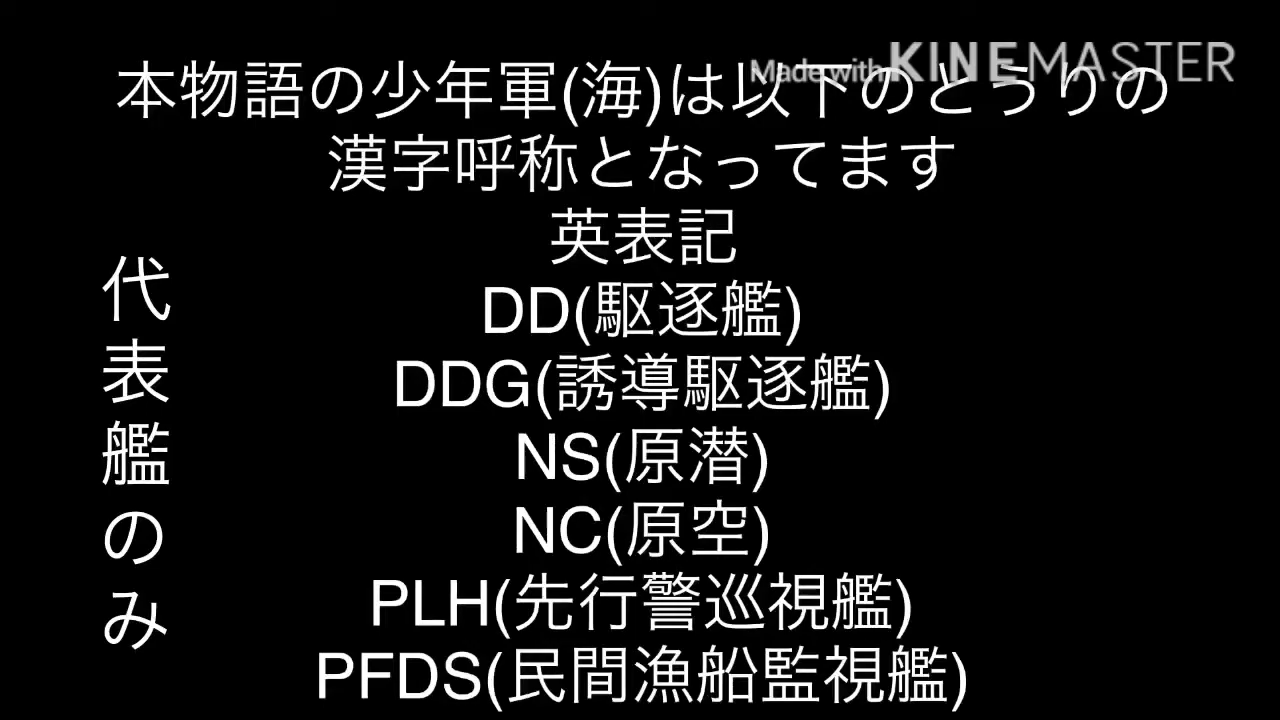 Made with KINEMASTER
本物語の少年軍(海)は以下のとうりの
漢字呼称となってます
英表記
DD(駆逐艦)
DDG(誘導駆逐艦)
NS(原潜)
NC(原空)
PLH(先行警巡視艦)
PFDS(民間漁船監視艦)
代表艦のみ